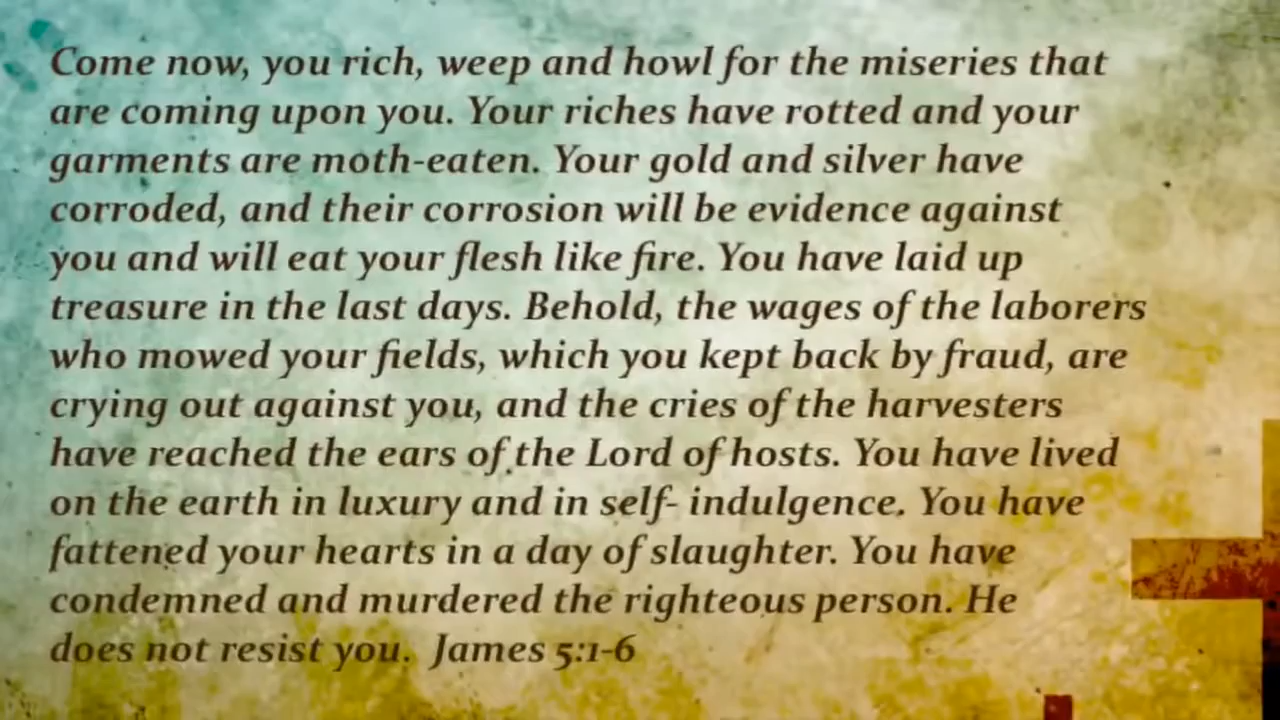 Come now, you rich, weep and howl for the miseries that
are coming upon you. Your riches have rotted and your
garments are moth-eaten. Your gold and silver have
corroded, and their corrosion will be evidence against
you and will eat your flesh like fire. You have laid up
treasure in the last days. Behold, the wages of the laborers
who mowed your fields, which you kept back by fraud, are
crying out against you, and the cries of the harvesters
have reached the ears of the Lord of hosts. You have lived
on the earth in luxury and in self- indulgence. You have
fattened your hearts in a day of slaughter. You have
condemned and murdered the righteous person. He
does not resist you.  James 5:1-6